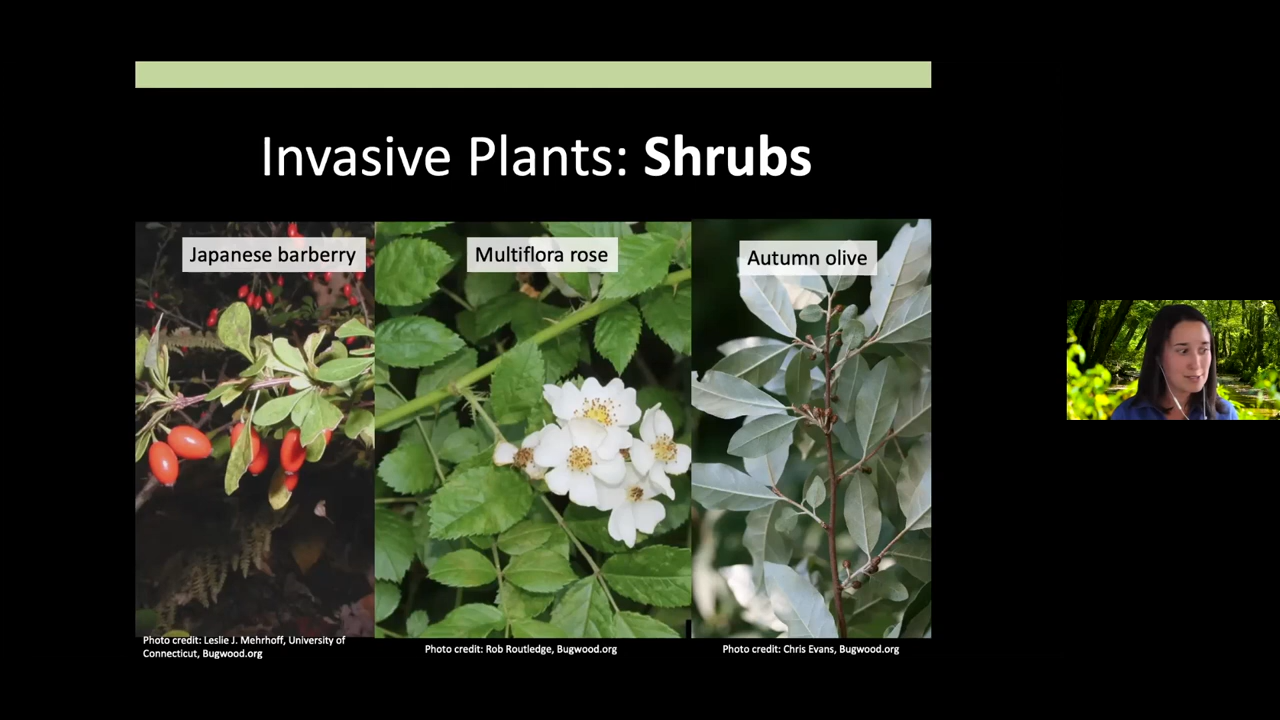 Invasive Plants: Shrubs
Japanese barberry
Multiflora rose
Autumn olive
Photo credit: Leslie J. Mehrhoff, University of
Connecticut, Bugwood.org
Photo credit: Rob Routledge, Bugwood.org
Photo credit: Chris Evans, Bugwood.org